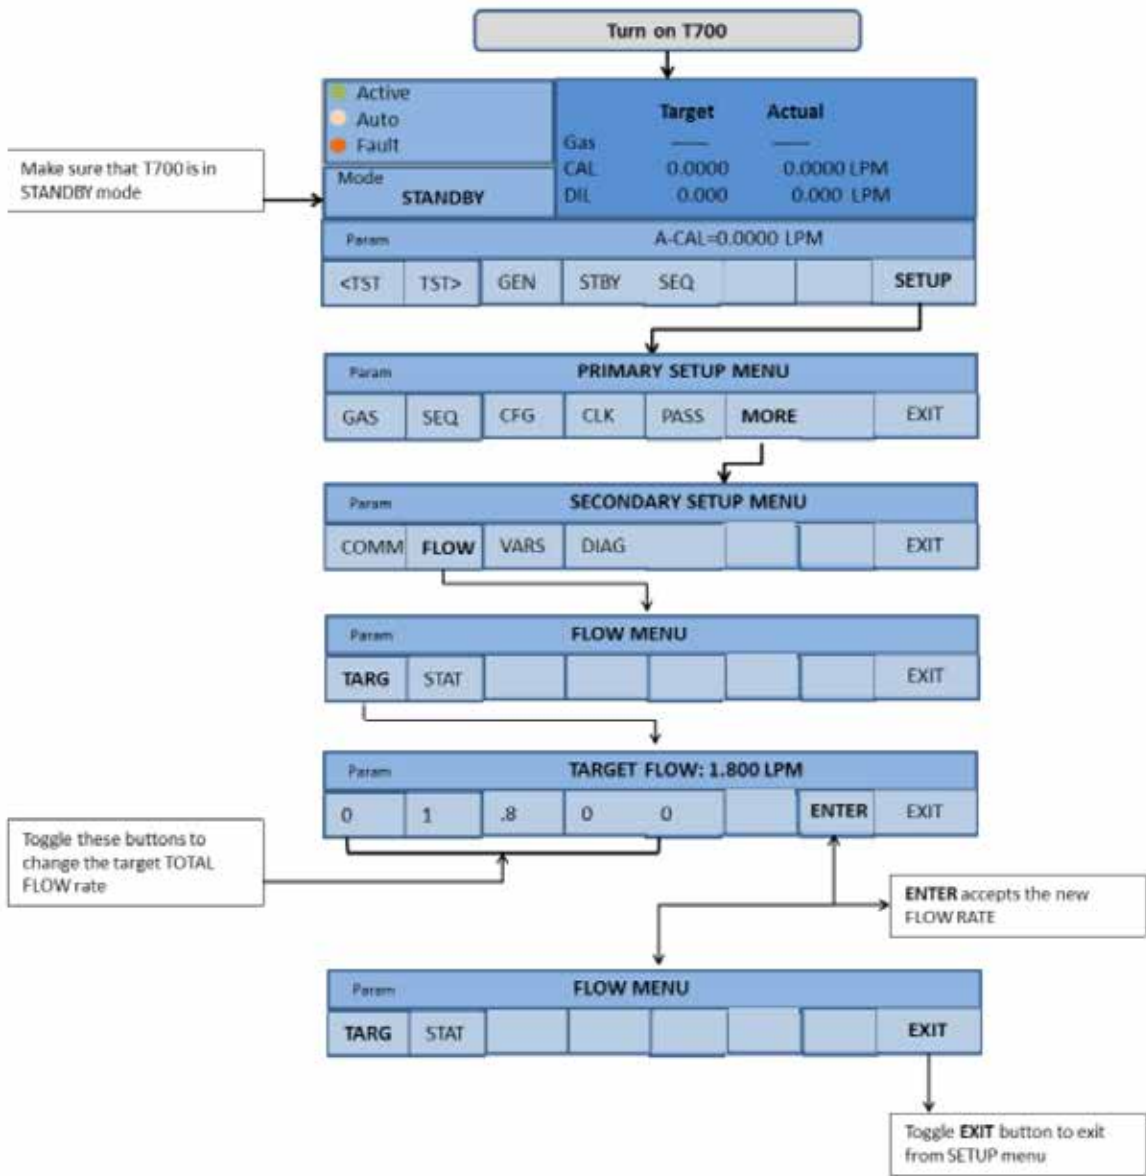 Turn on T700
Active
Auto
Fault
Target Actual
Gas ----- -----
CAL 0.0000 0.0000 LPM
DIL 0.000 0.000 LPM
Make sure that T700 is in
STANDBY mode
Mode
STANDBY
Param A-CAL=0.0000 LPM
<TST TST> GEN STBY SEQ SETUP
Param PRIMARY SETUP MENU
GAS SEQ CFG CLK PASS MORE EXIT
Param SECONDARY SETUP MENU
COMM FLOW VARS DIAG EXIT
Param FLOW MENU
TARG STAT EXIT
Param TARGET FLOW: 1.800 LPM
0 1 .8 0 0 ENTER EXIT
Toggle these buttons to
change the target TOTAL
FLOW rate
ENTER accepts the new
FLOW RATE
Param FLOW MENU
TARG STAT EXIT
Toggle EXIT button to exit
from SETUP menu